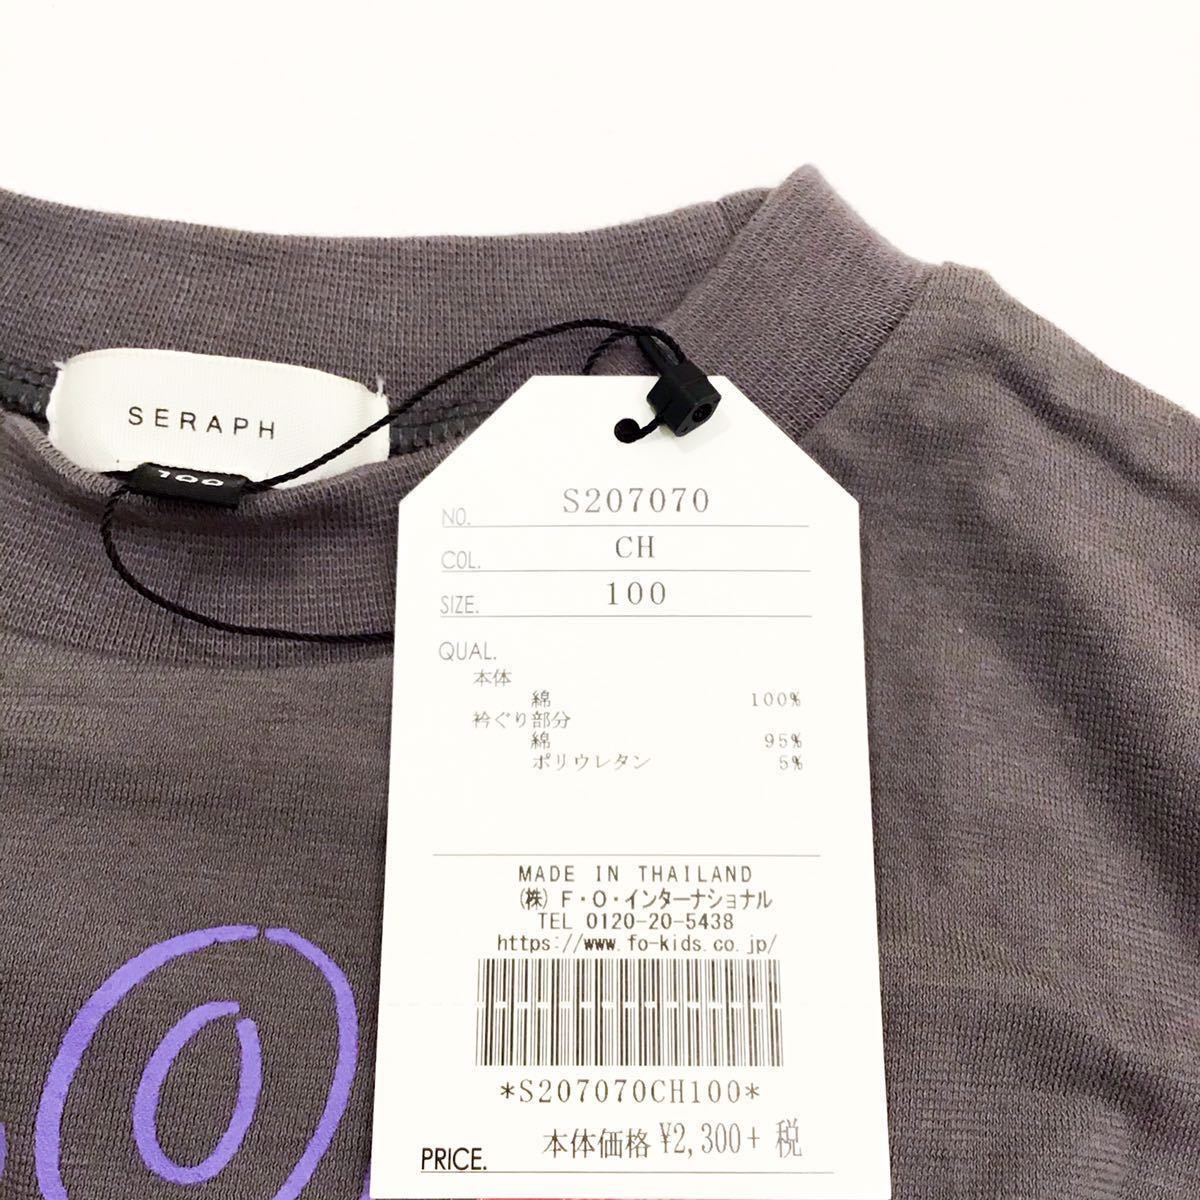 SERAPH
100
NO. S207070
COL. CH
SIZE. 100
QUAL.
本体
綿 100%
衿ぐり部分
綿 95%
ポリウレタン 5%
MADE IN THAILAND
(株) F・O・インターナショナル
TEL 0120-20-5438
https://www.fo-kids.co.jp/
*S207070CH100*
PRICE. 本体価格 ¥2,300+ 税